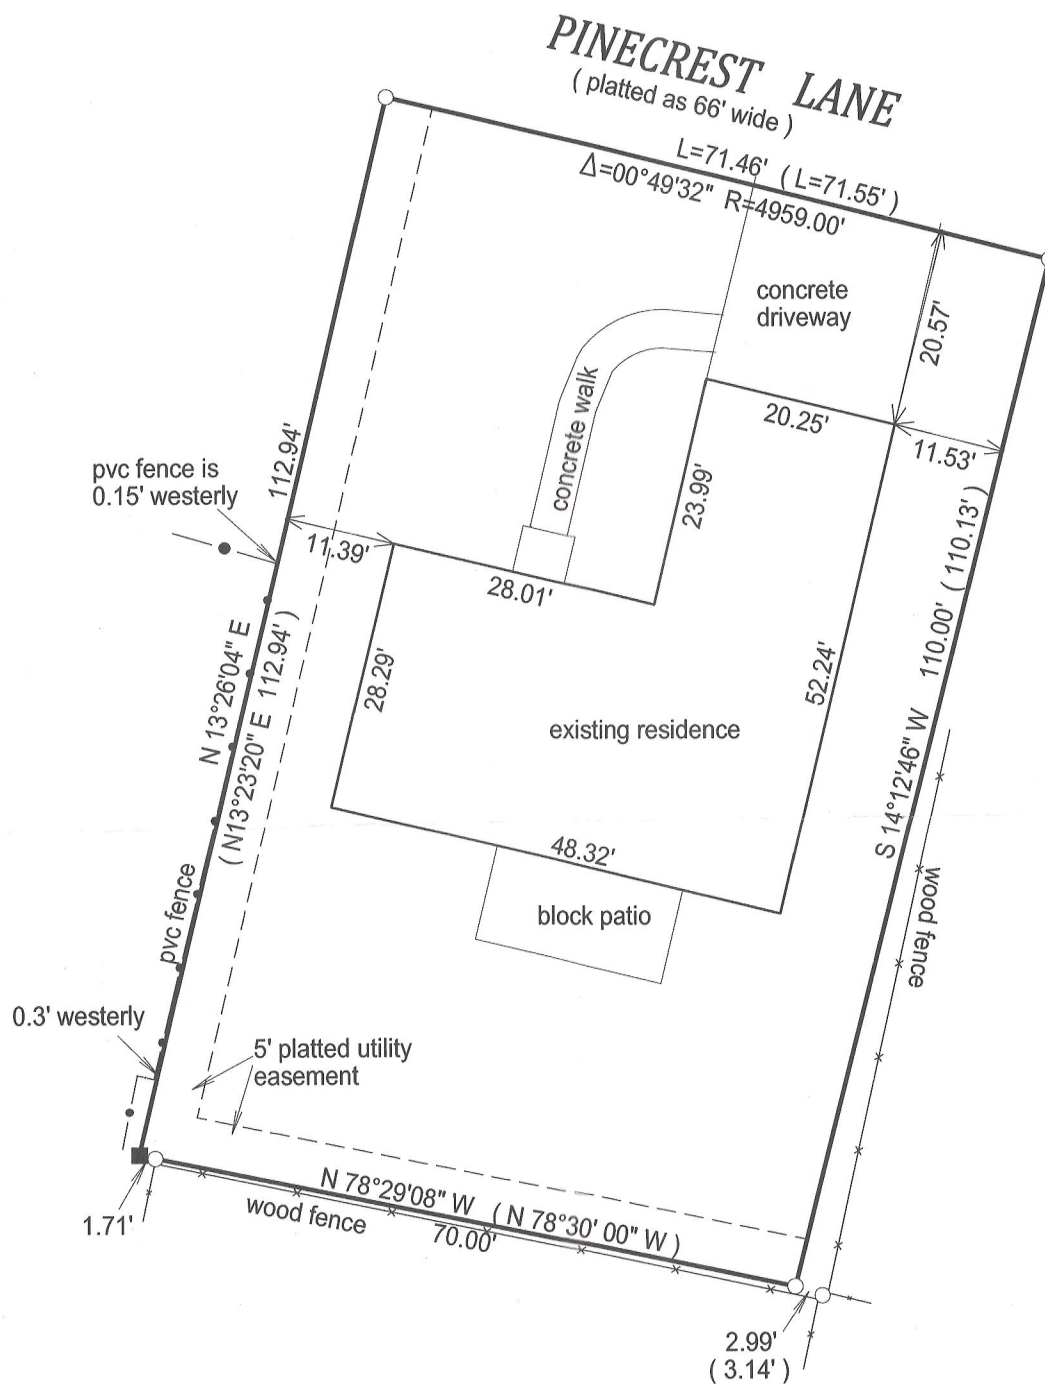 PINECREST LANE
( platted as 66' wide )
L=71.46' ( L=71.55' )
Δ=00°49'32" R=4959.00'
concrete
driveway
20.57'
concrete walk
20.25'
11.53'
112.94'
pvc fence is
0.15' westerly
23.99'
11.39'
28.01'
110.00' ( 110.13' )
S 14°12'46" W
N 13°26'04" E
( N13°23'20" E 112.94' )
28.29'
52.24'
existing residence
48.32'
block patio
wood fence
pvc fence
0.3' westerly
5' platted utility
easement
N 78°29'08" W ( N 78°30' 00" W )
wood fence
70.00'
1.71'
2.99'
( 3.14' )